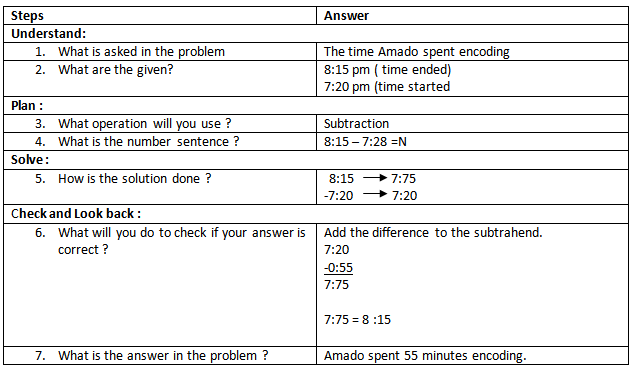 Steps Answer
Understand:
1. What is asked in the problem The time Amado spent encoding
2. What are the given? 8:15 pm ( time ended)
7:20 pm (time started
Plan :
3. What operation will you use ? Subtraction
4. What is the number sentence ? 8:15 – 7:28 =N
Solve :
5. How is the solution done ? 8:15 → 7:75
-7:20 → 7:20
Check and Look back :
6. What will you do to check if your answer is Add the difference to the subtrahend.
correct ? 7:20
-0:55
7:75
7:75 = 8 :15
7. What is the answer in the problem ? Amado spent 55 minutes encoding.